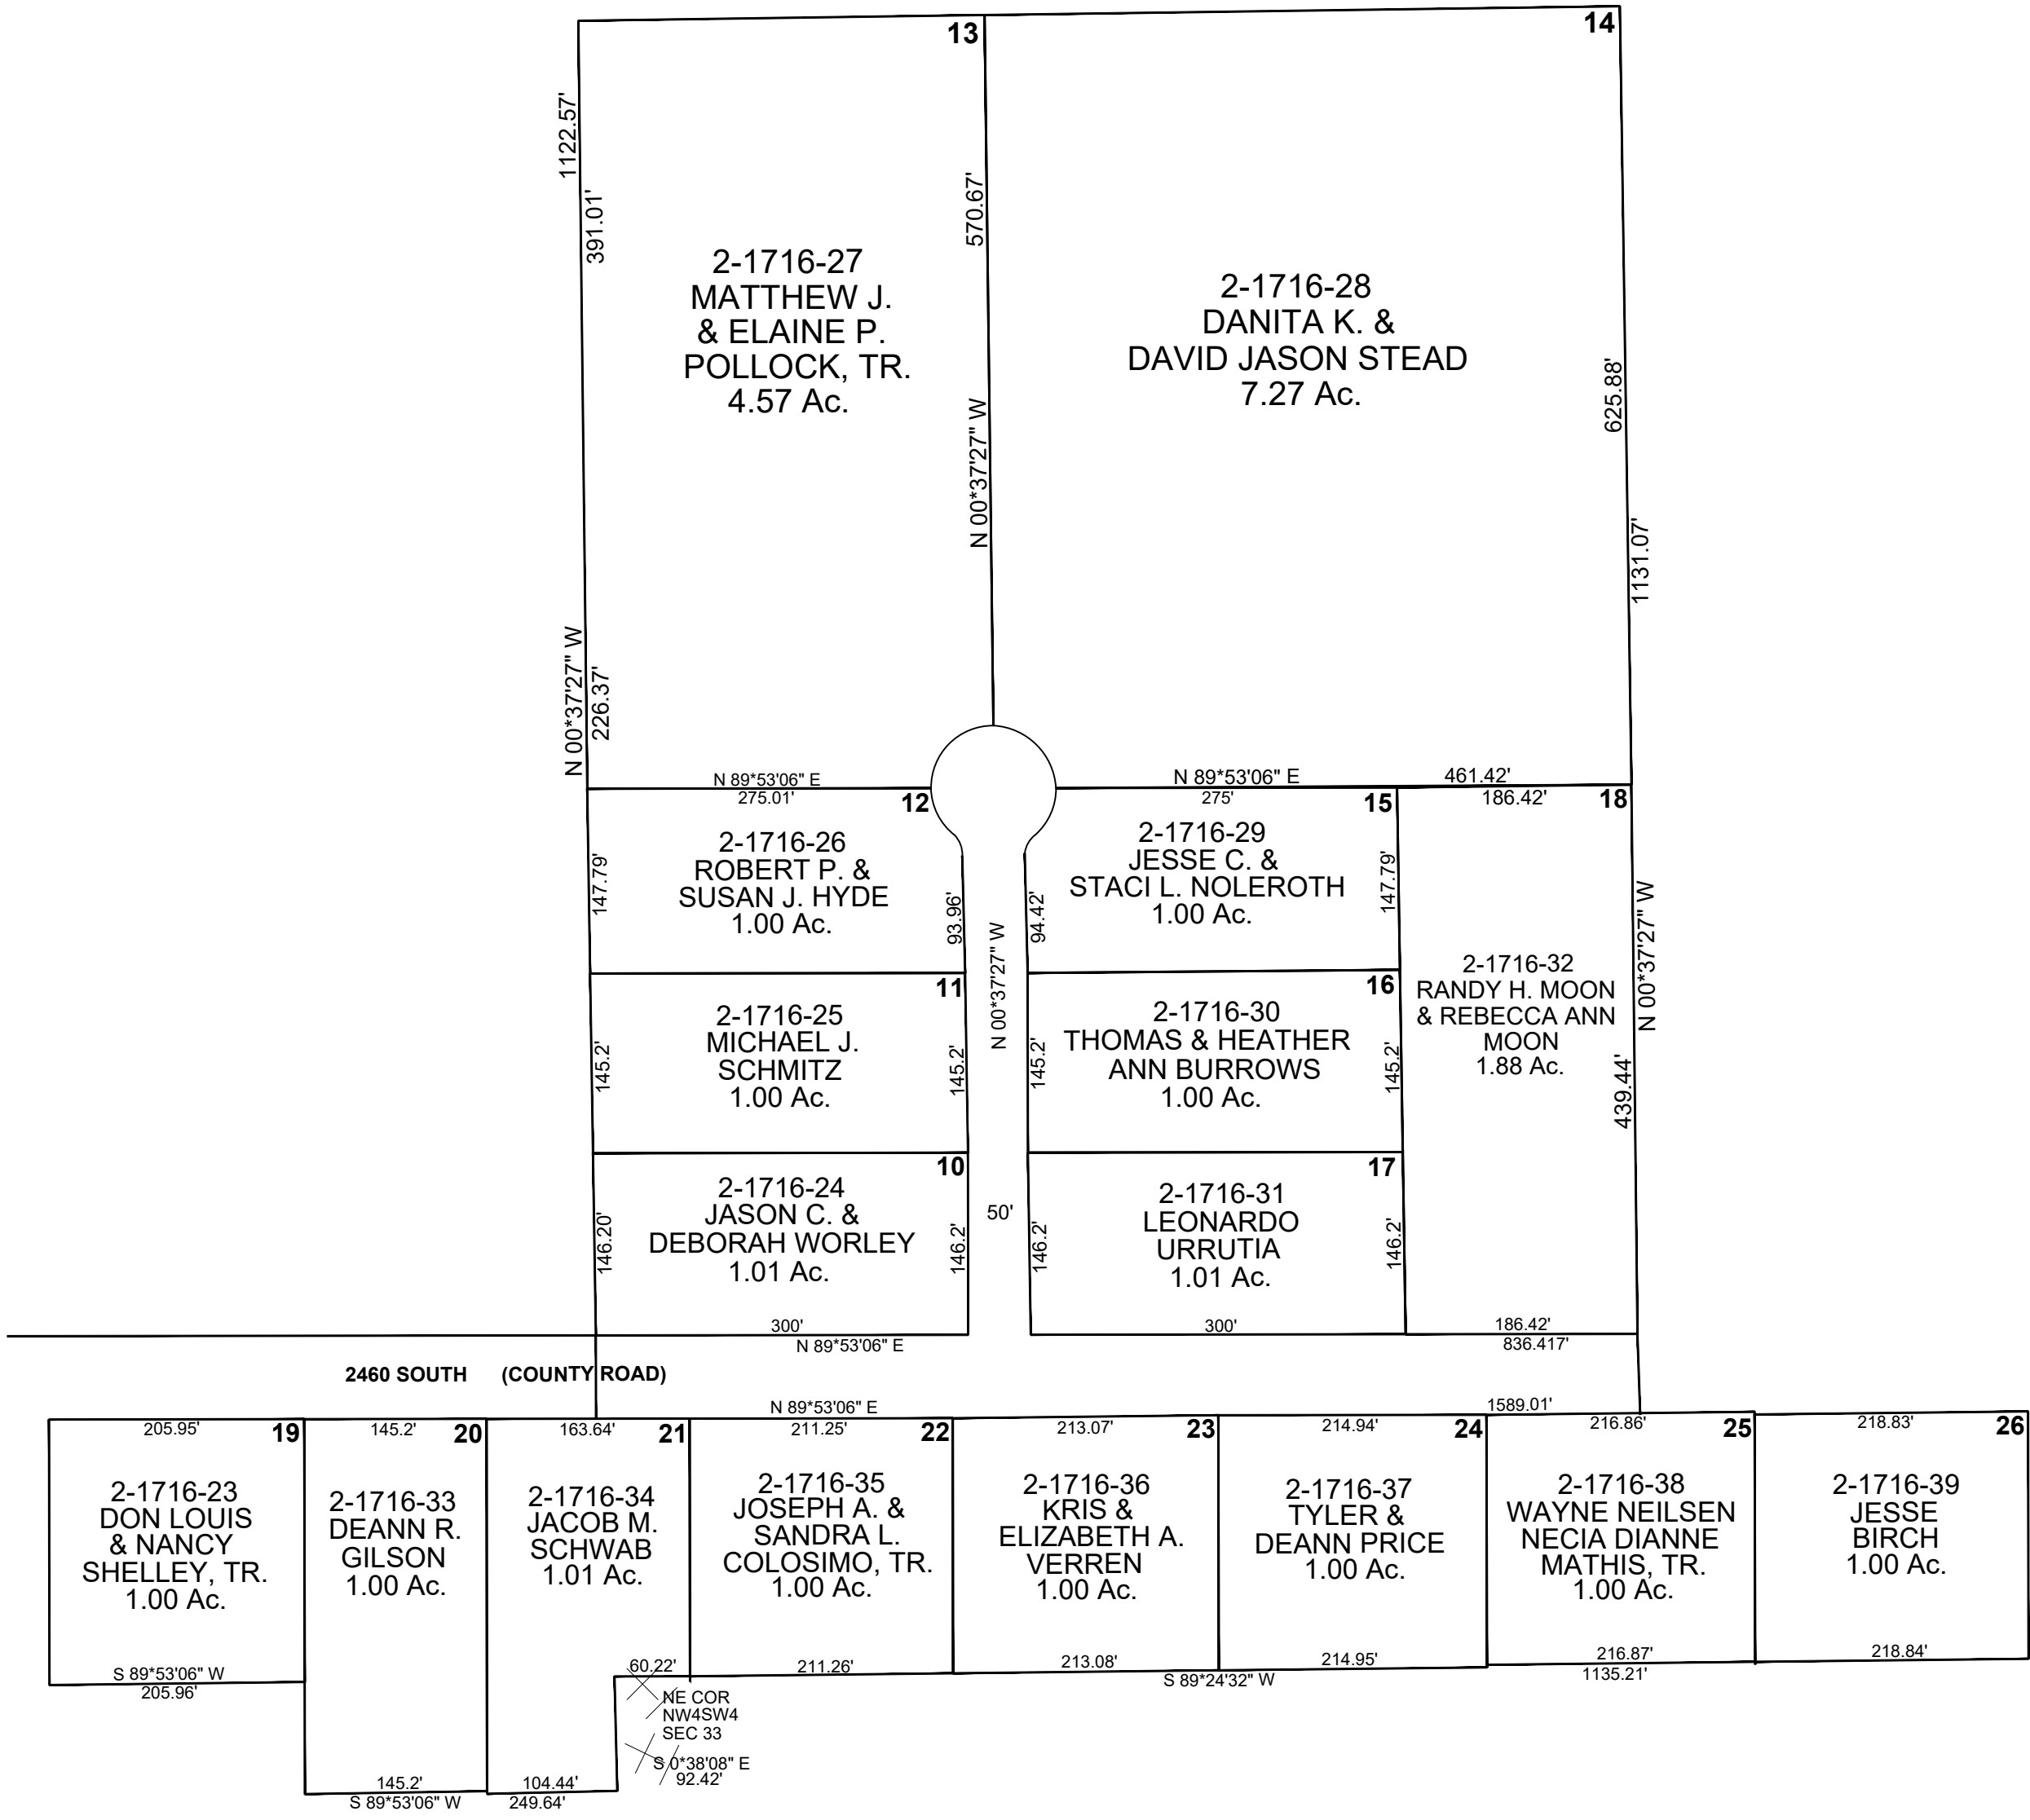 13
14
1122.57'
391.01'
570.67'
2-1716-27
MATTHEW J.
& ELAINE P.
POLLOCK, TR.
4.57 Ac.
2-1716-28
DANITA K. &
DAVID JASON STEAD
7.27 Ac.
N 00*37'27" W
625.88'
1131.07'
N 00*37'27" W
226.37'
N 89*53'06" E
275.01'
12
N 89*53'06" E
461.42'
275'
15
186.42'
18
2-1716-26
ROBERT P. &
SUSAN J. HYDE
1.00 Ac.
147.79'
93.96'
N 00*37'27" W
94.42'
2-1716-29
JESSE C. &
STACI L. NOLEROTH
1.00 Ac.
147.79'
N 00*37'27" W
11
2-1716-25
MICHAEL J.
SCHMITZ
1.00 Ac.
145.2'
145.2'
145.2'
16
2-1716-30
THOMAS & HEATHER
ANN BURROWS
1.00 Ac.
145.2'
2-1716-32
RANDY H. MOON
& REBECCA ANN
MOON
1.88 Ac.
439.44'
10
2-1716-24
JASON C. &
DEBORAH WORLEY
1.01 Ac.
146.20'
146.2'
50'
146.2'
17
2-1716-31
LEONARDO
URRUTIA
1.01 Ac.
146.2'
300'
N 89*53'06" E
300'
186.42'
836.417'
2460 SOUTH (COUNTY ROAD)
N 89*53'06" E
1589.01'
205.95'
19
145.2'
20
163.64'
21
211.25'
22
213.07'
23
214.94'
24
216.86'
25
218.83'
26
2-1716-23
DON LOUIS
& NANCY
SHELLEY, TR.
1.00 Ac.
2-1716-33
DEANN R.
GILSON
1.00 Ac.
2-1716-34
JACOB M.
SCHWAB
1.01 Ac.
2-1716-35
JOSEPH A. &
SANDRA L.
COLOSIMO, TR.
1.00 Ac.
2-1716-36
KRIS &
ELIZABETH A.
VERREN
1.00 Ac.
2-1716-37
TYLER &
DEANN PRICE
1.00 Ac.
2-1716-38
WAYNE NEILSEN
NECIA DIANNE
MATHIS, TR.
1.00 Ac.
2-1716-39
JESSE
BIRCH
1.00 Ac.
S 89*53'06" W
205.96'
60.22'
211.26'
213.08'
214.95'
216.87'
218.84'
S 89*24'32" W
1135.21'
NE COR
NW4SW4
SEC 33
S 0*38'08" E
92.42'
145.2'
104.44'
S 89*53'06" W
249.64'